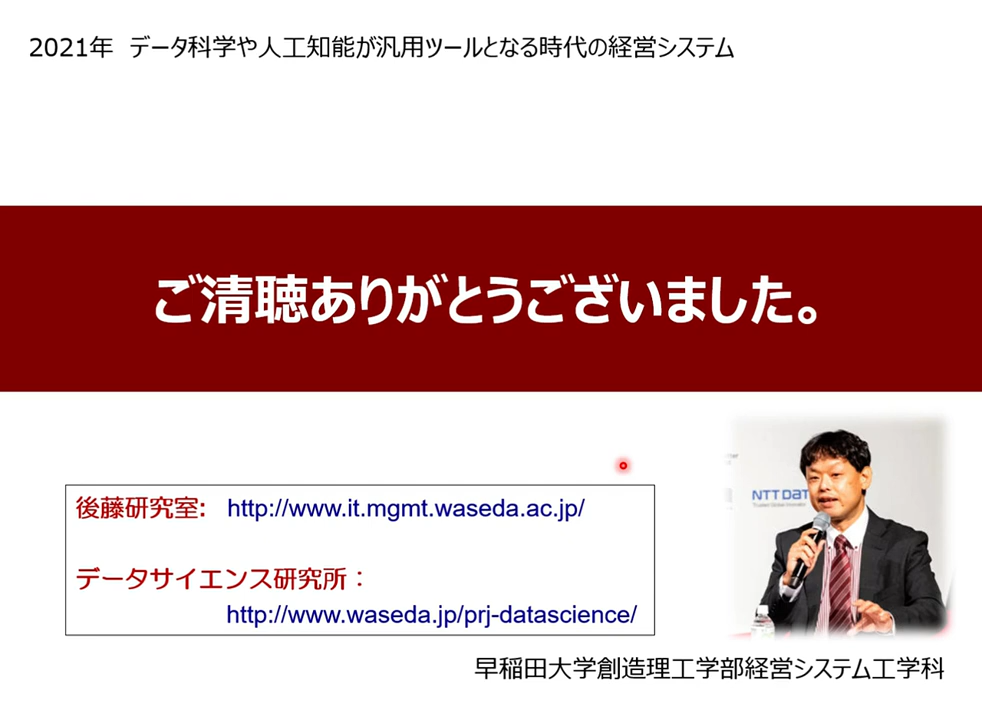 2021年 データ科学や人工知能が汎用ツールとなる時代の経営システム
ご清聴ありがとうございました。
NTT DAT
後藤研究室: http://www.it.mgmt.waseda.ac.jp/
データサイエンス研究所：
http://www.waseda.jp/prj-datascience/
早稲田大学創造理工学部経営システム工学科